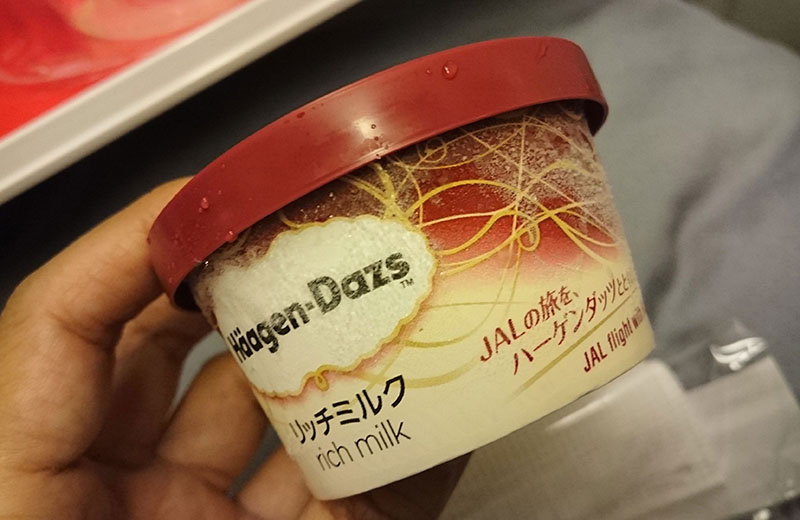 Häagen-Dazs
TM
リッチミルク
rich milk
JALの旅を、
ハーゲンダッツと
JAL flight with